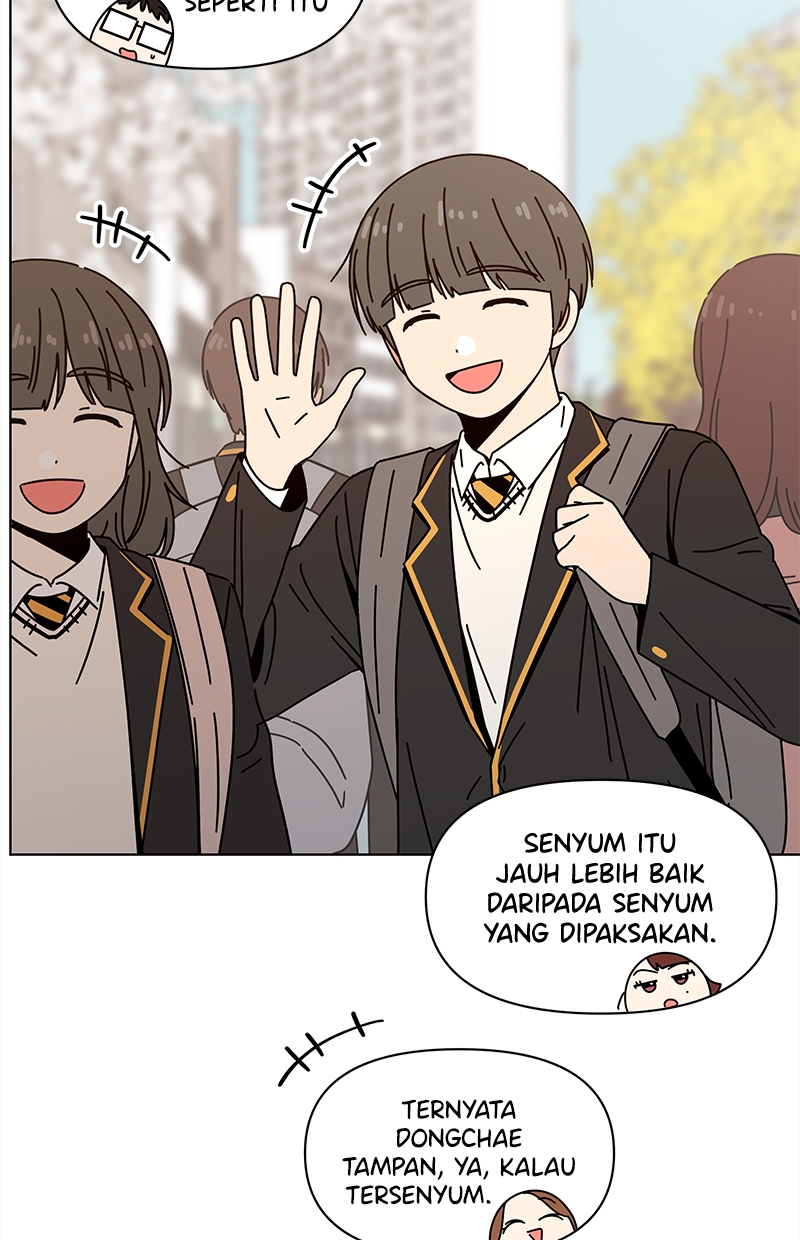 SEPERTI ITU
SENYUM ITU
JAUH LEBIH BAIK
DARIPADA SENYUM
YANG DIPAKSAKAN.
TERNYATA
DONGCHAE
TAMPAN, YA, KALAU
TERSENYUM.